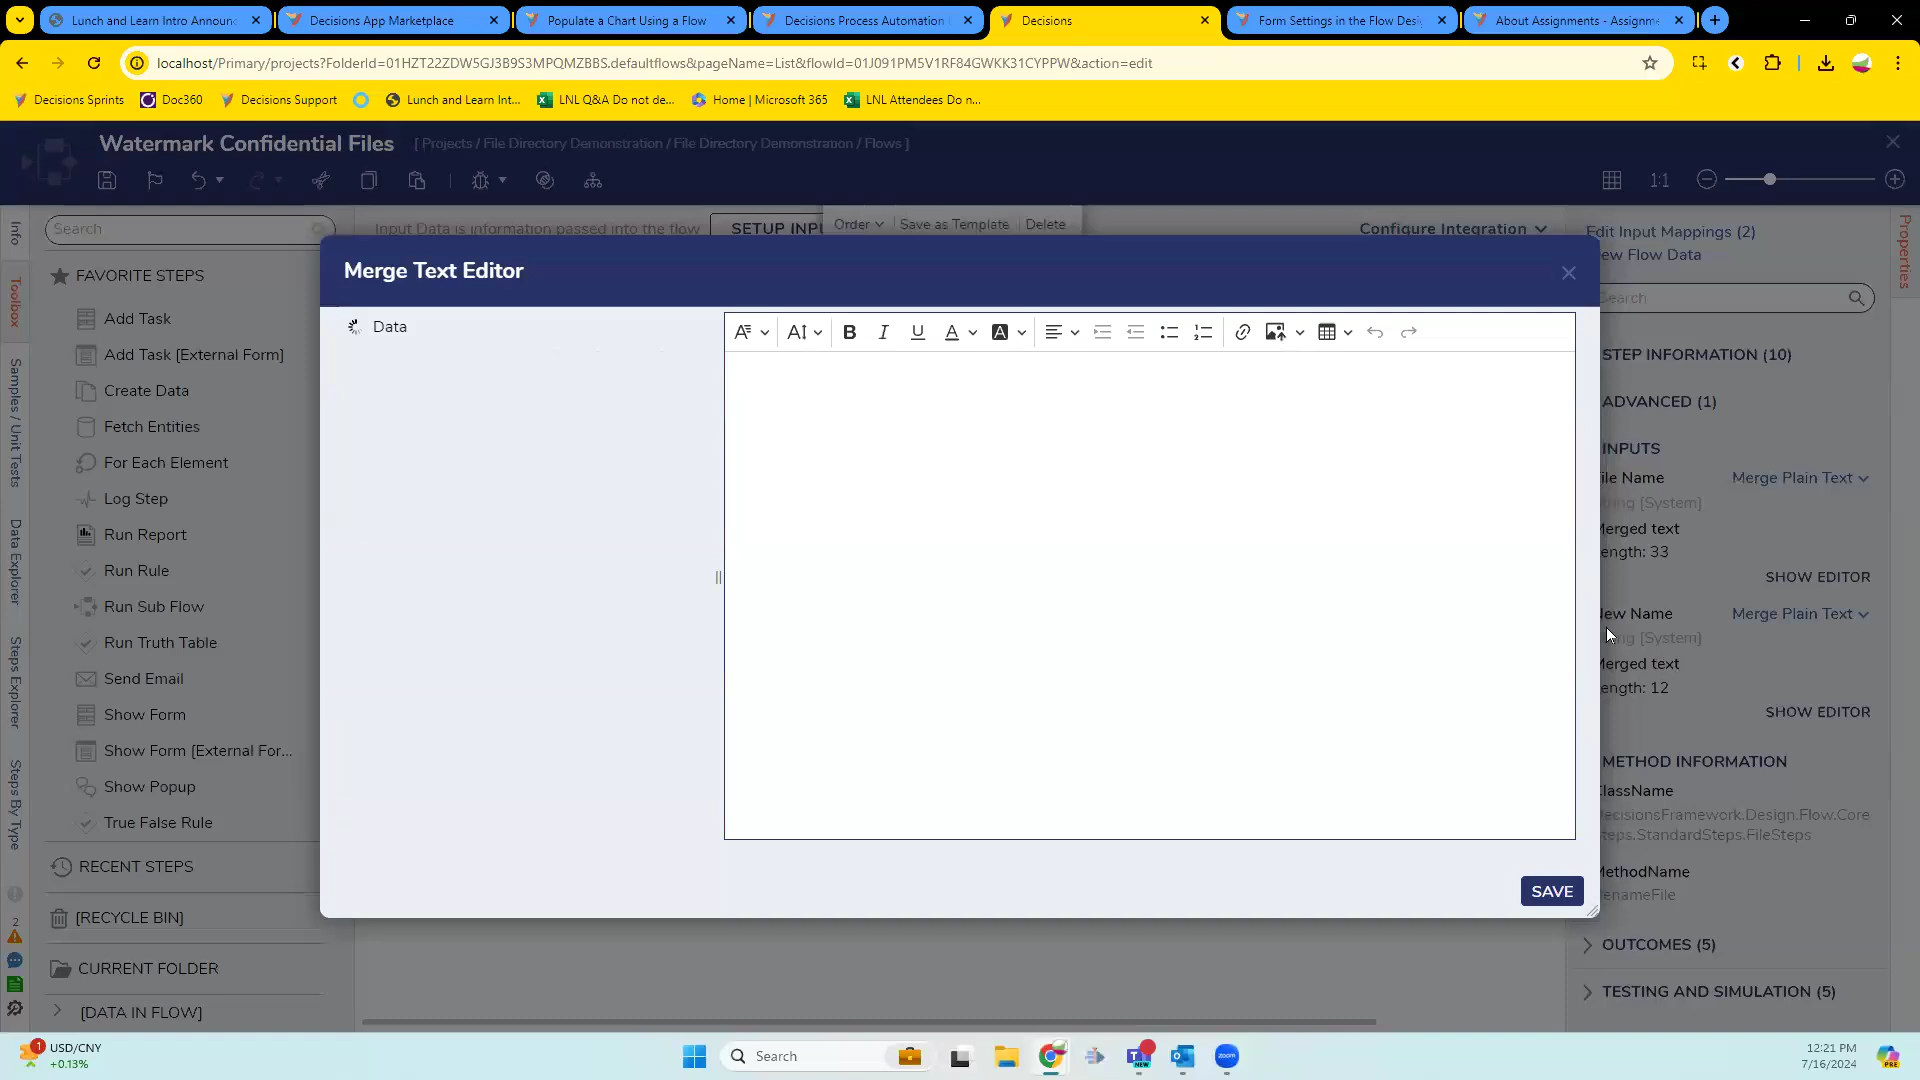 Lunch and Learn Intro Announc
Decisions App Marketplace
Populate a Chart Using a Flow
Decisions Process Automation
Decisions
Form Settings in the Flow Desi
About Assignments - Assignme
localhost/Primary/projects?FolderId=01HZT22ZDW5GJ3B9S3MPQMZBBS.defaultflows&pageName=List&flowId=01J091PM5V1RF84GWKK31CYPPW&action=edit
Decisions Sprints
Doc360
Decisions Support
Lunch and Learn Int...
LNL Q&A Do not de...
Home | Microsoft 365
LNL Attendees Do n...
Watermark Confidential Files
[ Projects / File Directory Demonstration / File Directory Demonstration / Flows ]
1:1
Info
Toolbox
Samples / Unit Tests
Data Explorer
Steps Explorer
Steps By Type
2
Search
Input Data is information passed into the flow
SETUP INPU
Order
Save as Template
Delete
Configure Integration
FAVORITE STEPS
Add Task
Add Task [External Form]
Create Data
Fetch Entities
For Each Element
Log Step
Run Report
Run Rule
Run Sub Flow
Run Truth Table
Send Email
Show Form
Show Form [External For...
Show Popup
True False Rule
RECENT STEPS
[RECYCLE BIN]
CURRENT FOLDER
[DATA IN FLOW]
Merge Text Editor
Data
SAVE
Edit Input Mappings (2)
ew Flow Data
Search
STEP INFORMATION (10)
ADVANCED (1)
INPUTS
ile Name
Merge Plain Text
tring [System]
Merged text
ength: 33
SHOW EDITOR
ew Name
Merge Plain Text
ng [System]
Merged text
ength: 12
SHOW EDITOR
METHOD INFORMATION
ClassName
DecisionsFramework.Design.Flow.Core
teps.StandardSteps.FileSteps
MethodName
enameFile
OUTCOMES (5)
TESTING AND SIMULATION (5)
Properties
1
USD/CNY
+0.13%
Search
NEW
zoom
PRE
12:21 PM
7/16/2024